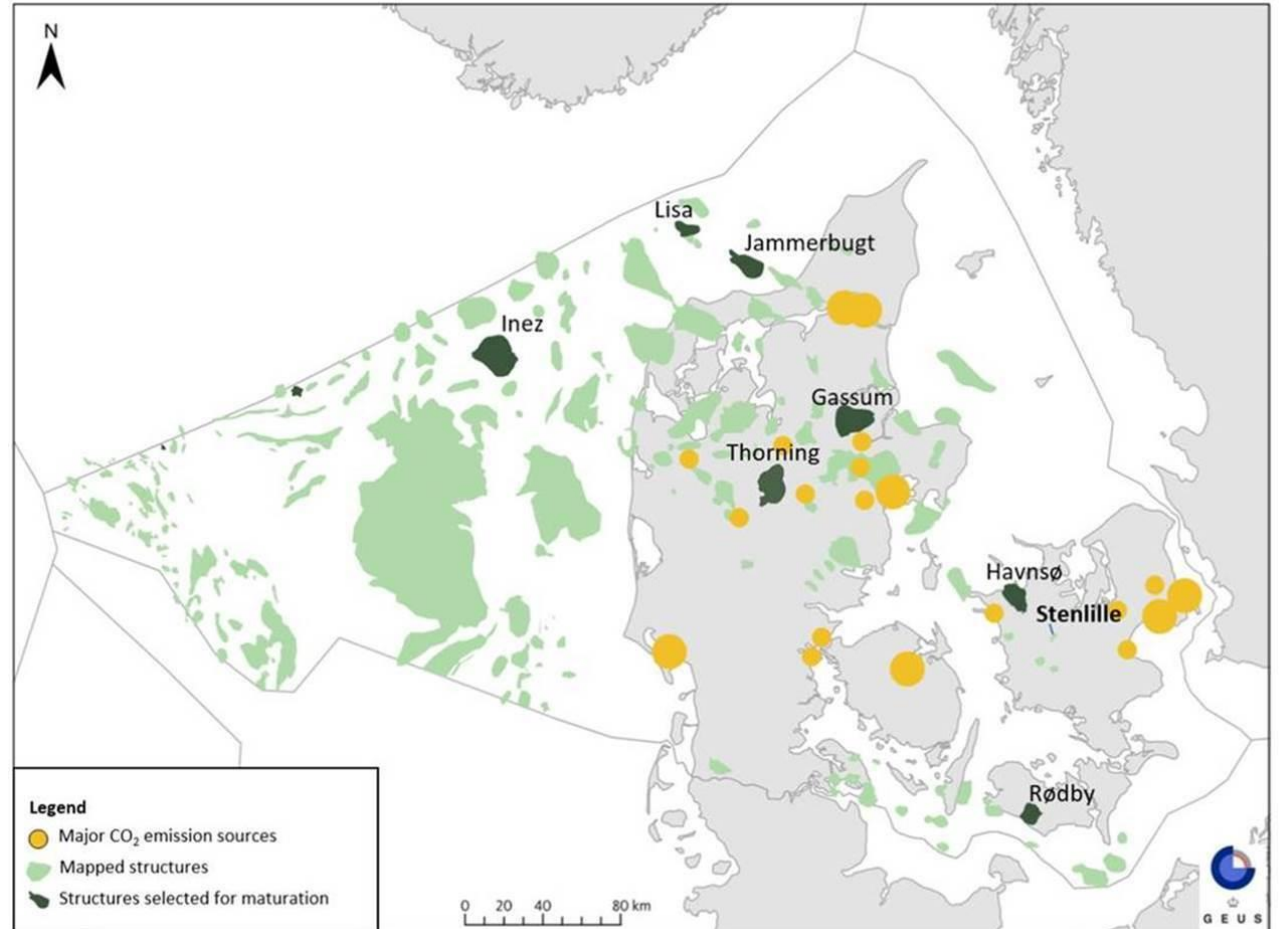 N
Lisa
Jammerbugt
Inez
Gassum
Thorning
Havnsø
Stenlille
Rødby
Legend
Major CO₂ emission sources
Mapped structures
Structures selected for maturation
0 20 40 80 km
G E U S